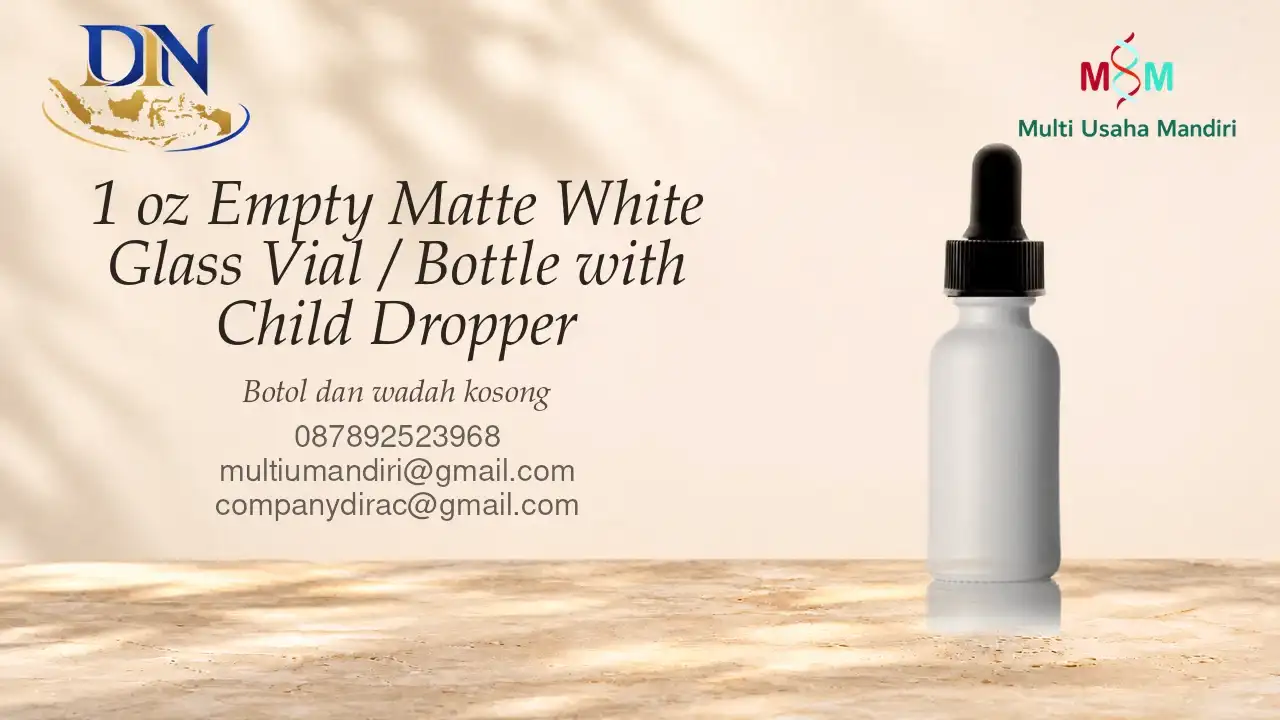 DN
M M
Multi Usaha Mandiri
1 oz Empty Matte White
Glass Vial / Bottle with
Child Dropper
Botol dan wadah kosong
087892523968
multiumandiri@gmail.com
companydirac@gmail.com